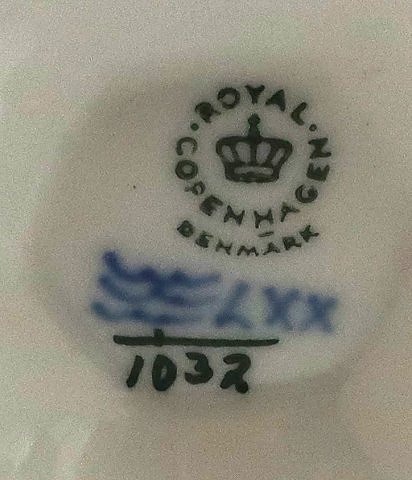 ROYAL
COPENHAGEN
DENMARK
LXX
1032